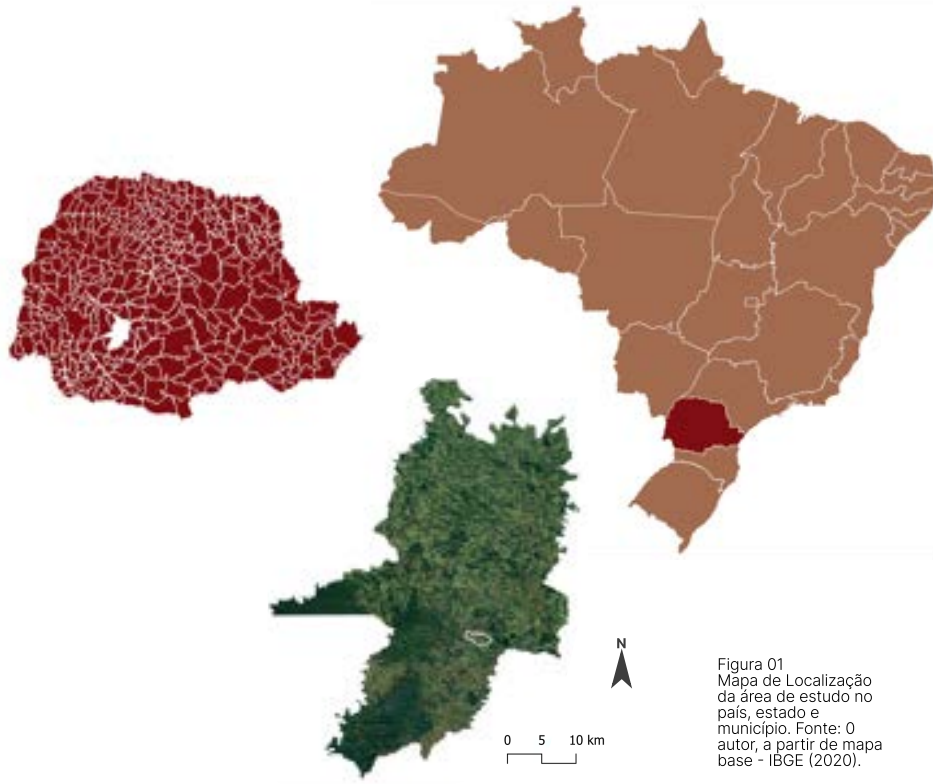 N
0 5 10 km
Figura 01
Mapa de Localização
da área de estudo no
país, estado e
município. Fonte: 0
autor, a partir de mapa
base - IBGE (2020).